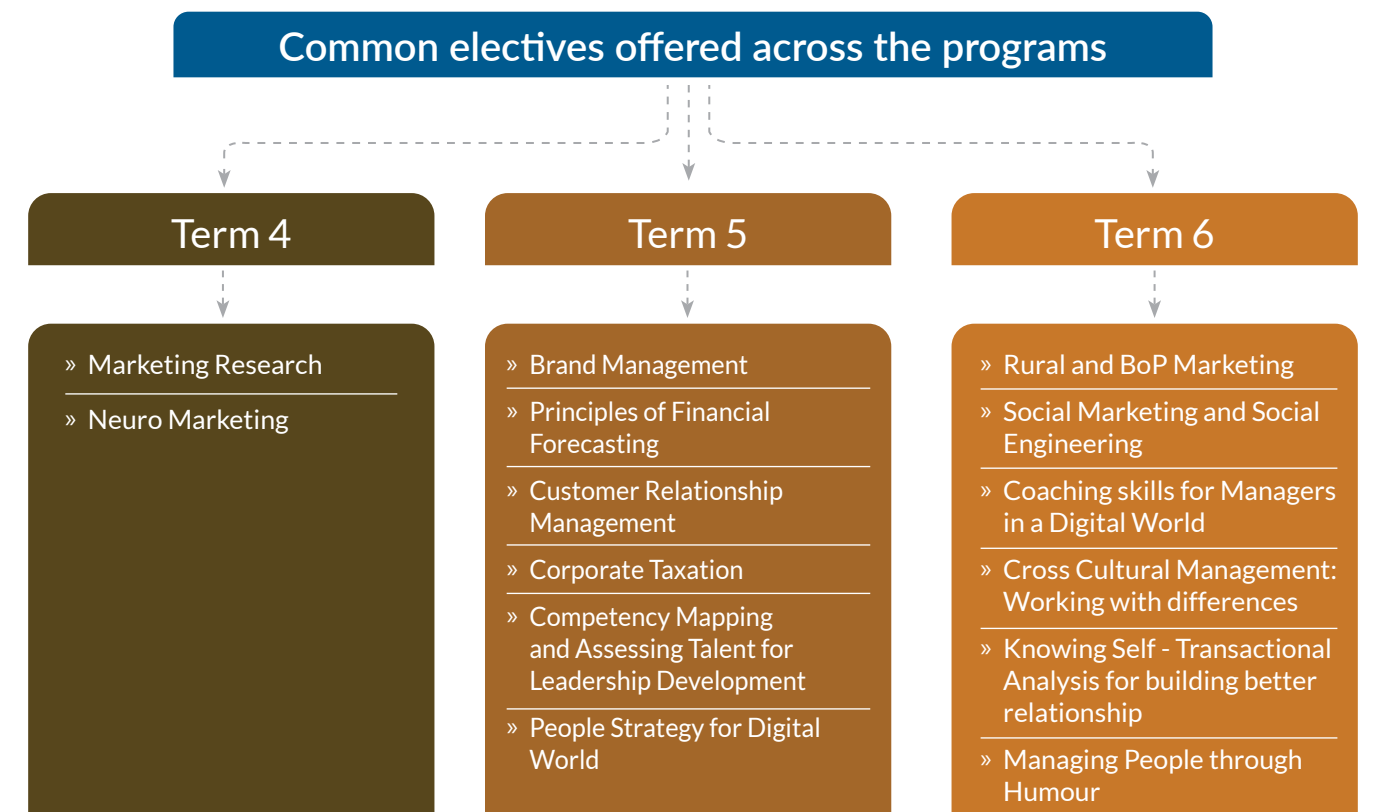 Common electives offered across the programs
Term 4
» Marketing Research
» Neuro Marketing
Term 5
» Brand Management
» Principles of Financial
Forecasting
» Customer Relationship
Management
» Corporate Taxation
» Competency Mapping
and Assessing Talent for
Leadership Development
» People Strategy for Digital
World
Term 6
» Rural and BoP Marketing
» Social Marketing and Social
Engineering
» Coaching skills for Managers
in a Digital World
» Cross Cultural Management:
Working with differences
» Knowing Self - Transactional
Analysis for building better
relationship
» Managing People through
Humour